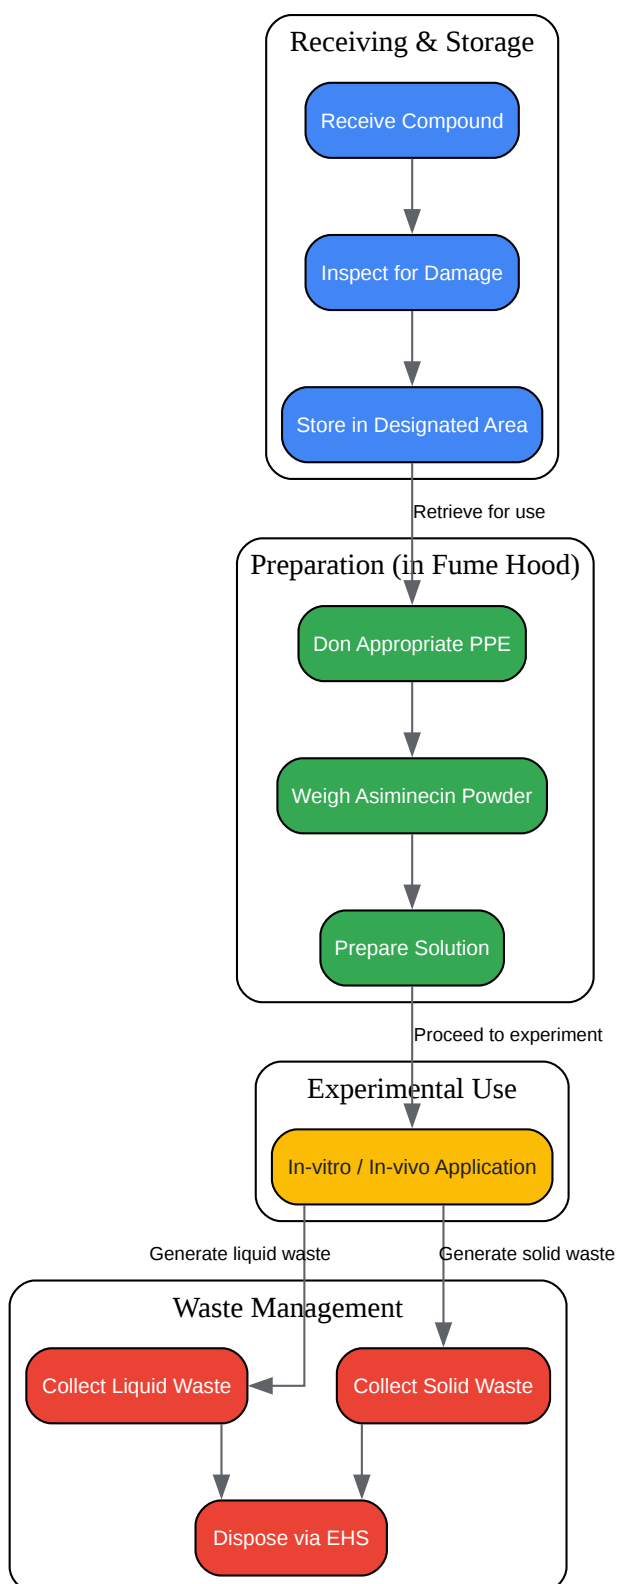 Receiving & Storage
Receive Compound
Inspect for Damage
Store in Designated Area
Retrieve for use
Preparation (in Fume Hood)
Don Appropriate PPE
Weigh Asiminecin Powder
Prepare Solution
Proceed to experiment
Experimental Use
In-vitro / In-vivo Application
Generate liquid waste
Generate solid waste
Waste Management
Collect Liquid Waste
Collect Solid Waste
Dispose via EHS